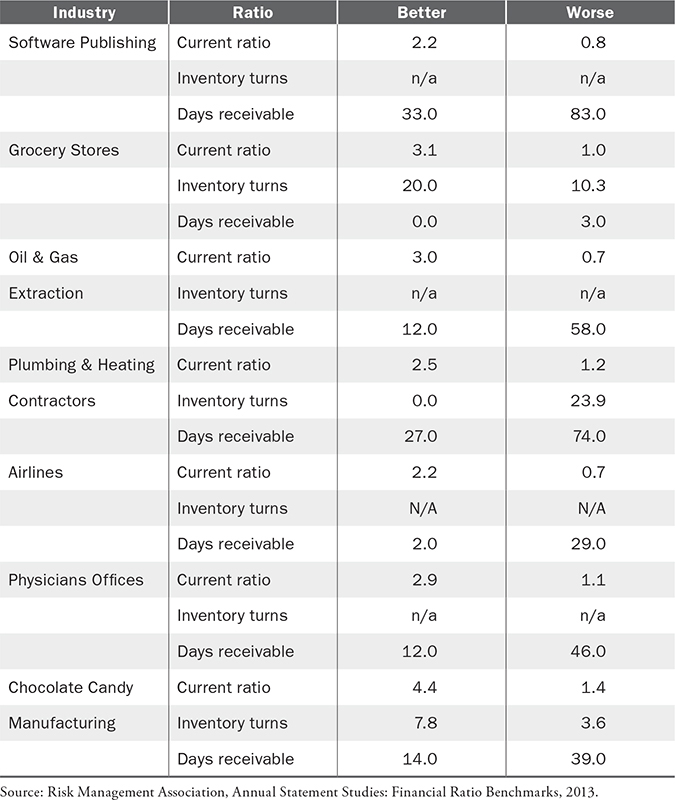 Industry Ratio Better Worse
Software Publishing Current ratio 2.2 0.8
Inventory turns n/a n/a
Days receivable 33.0 83.0
Grocery Stores Current ratio 3.1 1.0
Inventory turns 20.0 10.3
Days receivable 0.0 3.0
Oil & Gas Current ratio 3.0 0.7
Extraction Inventory turns n/a n/a
Days receivable 12.0 58.0
Plumbing & Heating Current ratio 2.5 1.2
Contractors Inventory turns 0.0 23.9
Days receivable 27.0 74.0
Airlines Current ratio 2.2 0.7
Inventory turns N/A N/A
Days receivable 2.0 29.0
Physicians Offices Current ratio 2.9 1.1
Inventory turns n/a n/a
Days receivable 12.0 46.0
Chocolate Candy Current ratio 4.4 1.4
Manufacturing Inventory turns 7.8 3.6
Days receivable 14.0 39.0
Source: Risk Management Association, Annual Statement Studies: Financial Ratio Benchmarks, 2013.